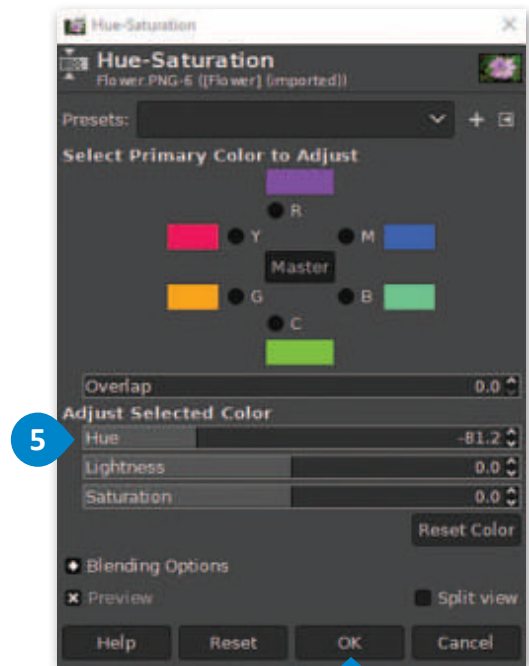 Hue-Saturation
Hue-Saturation
Flower.PNG-6 ([Flower] (imported))
Presets:
Select Primary Color to Adjust
R
Y
M
Master
G
B
C
Overlap 0.0
Adjust Selected Color
5
Hue -81.2
Lightness 0.0
Saturation 0.0
Reset Color
Blending Options
Preview
Split view
Help Reset OK Cancel